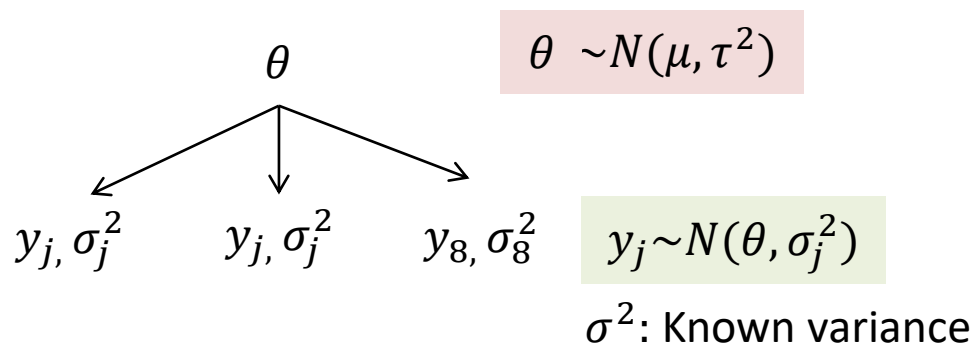 θ
θ ~N(μ, τ²)
y_j, σ_j² y_j, σ_j² y_8, σ_8²
y_j~N(θ, σ_j²)
σ²: Known variance